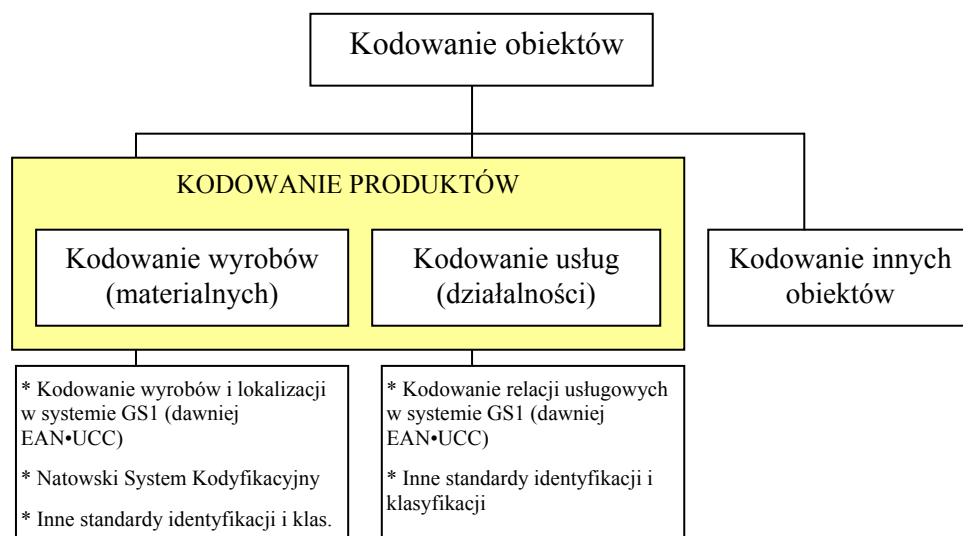 Kodowanie obiektów
KODOWANIE PRODUKTÓW
Kodowanie wyrobów
(materialnych)
Kodowanie usług
(działalności)
Kodowanie innych
obiektów
* Kodowanie wyrobów i lokalizacji
w systemie GS1 (dawniej
EAN•UCC)
* Natowski System Kodyfikacyjny
* Inne standardy identyfikacji i klas.
* Kodowanie relacji usługowych
w systemie GS1 (dawniej
EAN•UCC)
* Inne standardy identyfikacji i
klasyfikacji